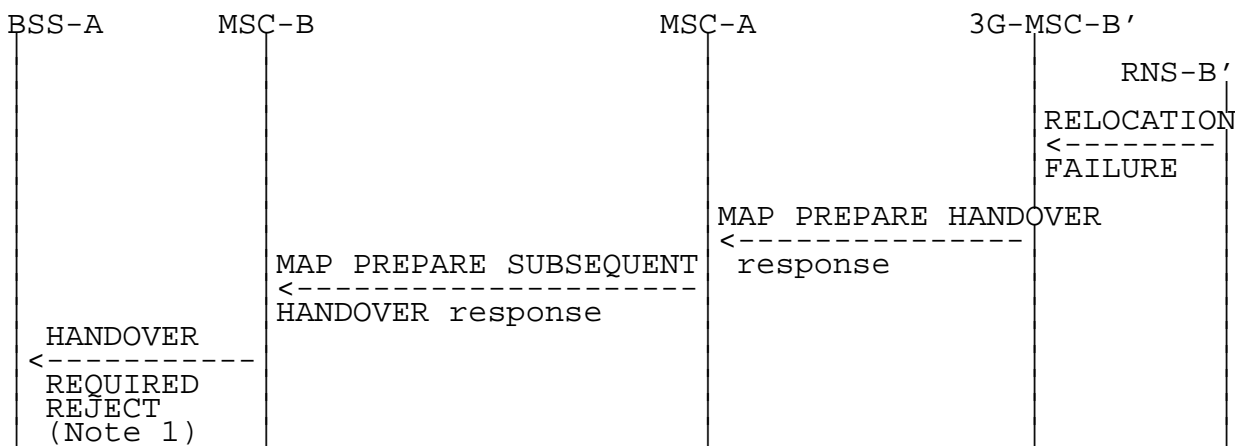 BSS-A MSC-B MSC-A 3G-MSC-B'
RNS-B'
RELOCATION
FAILURE
MAP PREPARE HANDOVER
response
MAP PREPARE SUBSEQUENT
HANDOVER response
HANDOVER
REQUIRED
REJECT
(Note 1)